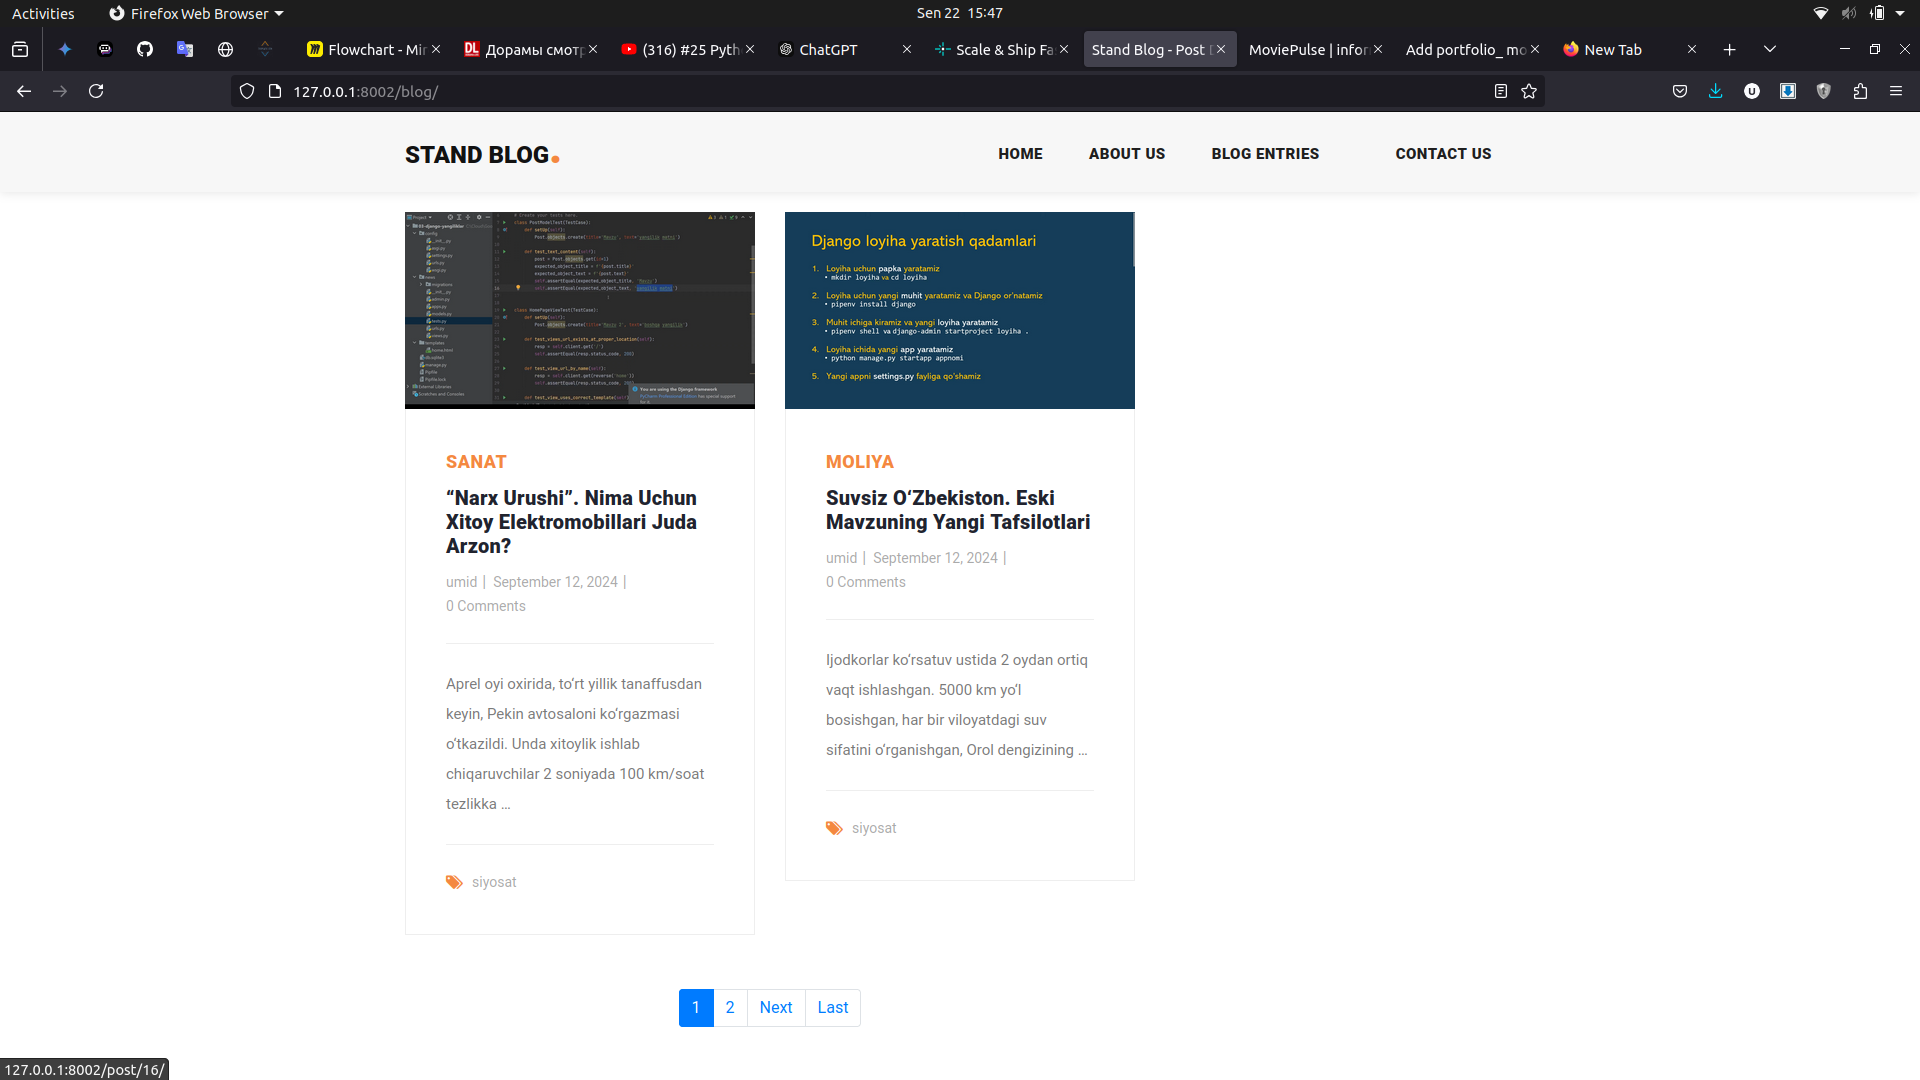 Activities
Firefox Web Browser
Sen 22 15:47
Flowchart - Mir
Дорамы смотр
(316) #25 Pyth
ChatGPT
Scale & Ship Fa
Stand Blog - Post D
MoviePulse | infor
Add portfolio_ mo
New Tab
127.0.0.1:8002/blog/
STAND BLOG.
HOME
ABOUT US
BLOG ENTRIES
CONTACT US
Django loyiha yaratish qadamlari
1. Loyiha uchun papka yaratamiz
• mkdir loyiha va cd loyiha
2. Loyiha uchun yangi muhit yaratamiz va Django or'natamiz
• pipenv install django
3. Muhit ichiga kiramiz va yangi loyiha yaratamiz
• pipenv shell va django-admin startproject loyiha .
4. Loyiha ichida yangi app yaratamiz
• python manage.py startapp appnomi
5. Yangi appni settings.py fayliga qo'shamiz
SANAT
“Narx Urushi”. Nima Uchun
Xitoy Elektromobillari Juda
Arzon?
umid | September 12, 2024 |
0 Comments
Aprel oyi oxirida, to‘rt yillik tanaffusdan
keyin, Pekin avtosaloni ko‘rgazmasi
o‘tkazildi. Unda xitoylik ishlab
chiqaruvchilar 2 soniyada 100 km/soat
tezlikka …
siyosat
MOLIYA
Suvsiz O‘Zbekiston. Eski
Mavzuning Yangi Tafsilotlari
umid | September 12, 2024 |
0 Comments
Ijodkorlar ko‘rsatuv ustida 2 oydan ortiq
vaqt ishlashgan. 5000 km yo‘l
bosishgan, har bir viloyatdagi suv
sifatini o‘rganishgan, Orol dengizining …
siyosat
1 2 Next Last
127.0.0.1:8002/post/16/